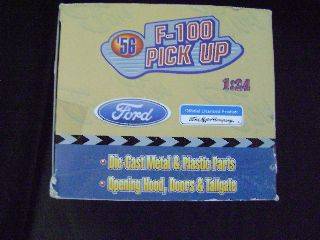 '56 F-100
PICK UP
1:24
Ford
Official Licensed Product
• Die-Cast Metal & Plastic Parts
• Opening Hood, Doors & Tailgate